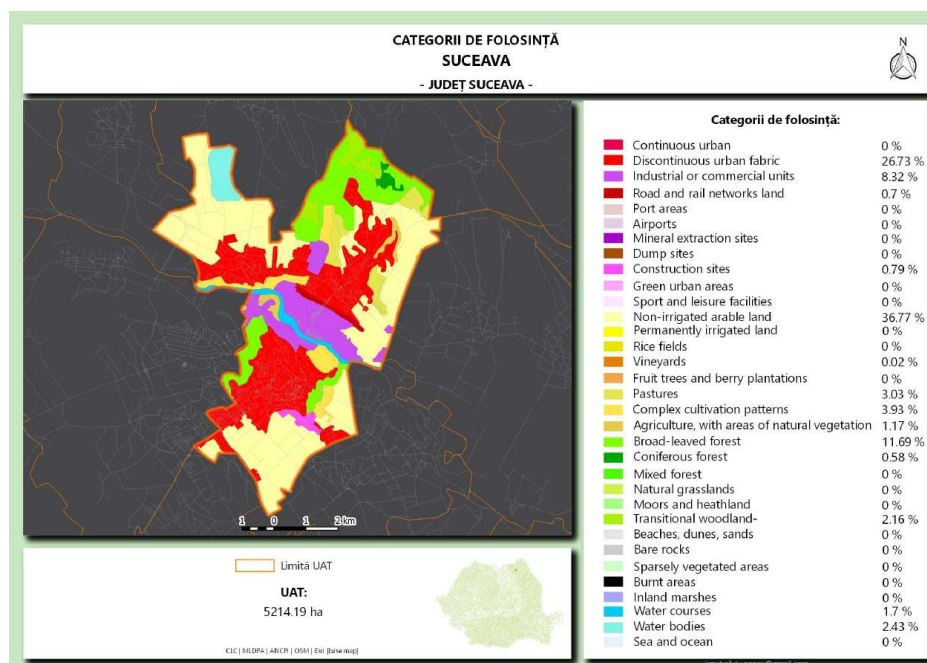 CATEGORII DE FOLOSINȚĂ
SUCEAVA
- JUDEȚ SUCEAVA -
N
Categorii de folosință:
Continuous urban 0 %
Discontinuous urban fabric 26.73 %
Industrial or commercial units 8.32 %
Road and rail networks land 0.7 %
Port areas 0 %
Airports 0 %
Mineral extraction sites 0 %
Dump sites 0 %
Construction sites 0.79 %
Green urban areas 0 %
Sport and leisure facilities 0 %
Non-irrigated arable land 36.77 %
Permanently irrigated land 0 %
Rice fields 0 %
Vineyards 0.02 %
Fruit trees and berry plantations 0 %
Pastures 3.03 %
Complex cultivation patterns 3.93 %
Agriculture, with areas of natural vegetation 1.17 %
Broad-leaved forest 11.69 %
Coniferous forest 0.58 %
Mixed forest 0 %
Natural grasslands 0 %
Moors and heathland 0 %
Transitional woodland- 2.16 %
Beaches, dunes, sands 0 %
Bare rocks 0 %
Sparsely vegetated areas 0 %
Burnt areas 0 %
Inland marshes 0 %
Water courses 1.7 %
Water bodies 2.43 %
Sea and ocean 0 %
1 0 1 2 km
Limită UAT
UAT:
5214.19 ha
CLC | MLDPA | ANCPI | OSM | Esri (basemap)